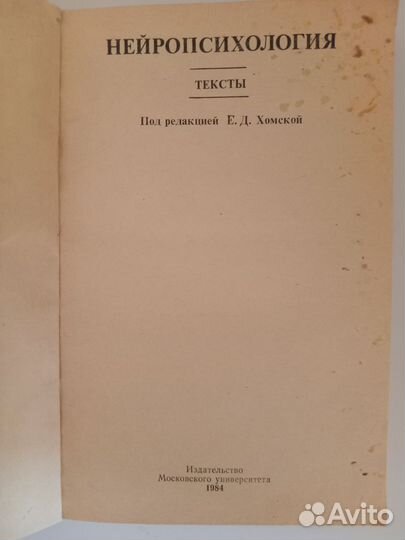 НЕЙРОПСИХОЛОГИЯ
ТЕКСТЫ
Под редакцией Е. Д. Хомской
Издательство
Московского университета
1984
Avito